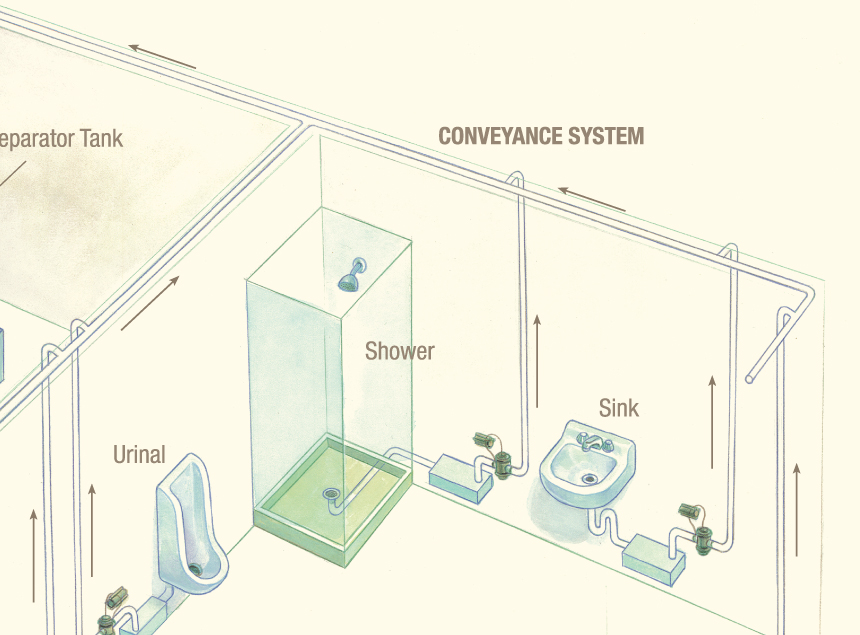 CONVEYANCE SYSTEM
eparator Tank
Shower
Sink
Urinal